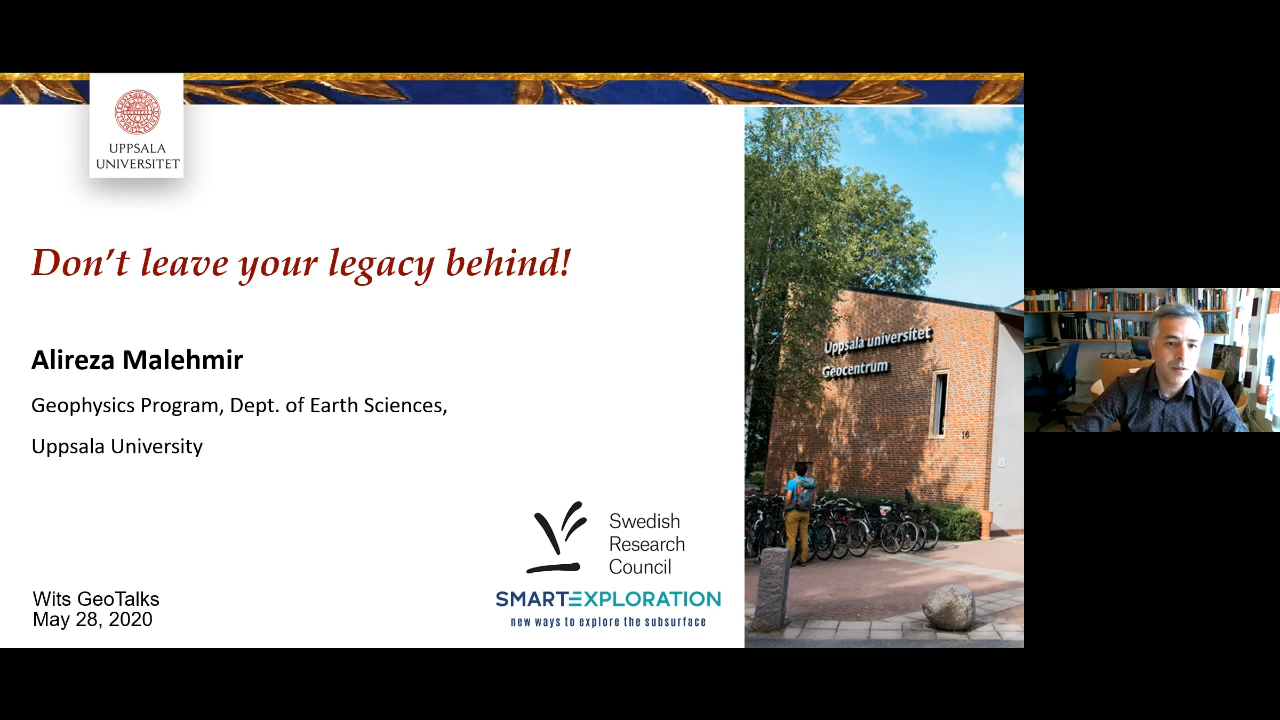 UPPSALA
UNIVERSITET
Don't leave your legacy behind!
Alireza Malehmir
Geophysics Program, Dept. of Earth Sciences,
Uppsala University
Swedish
Research
Council
SMARTEXPLORATION
new ways to explore the subsurface
Wits GeoTalks
May 28, 2020
Uppsala universitet
Geocentrum
16